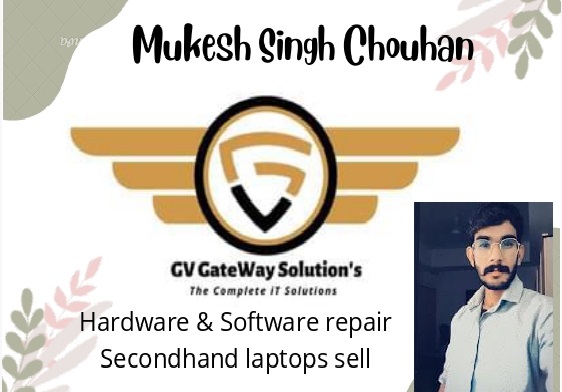 Mukesh Singh Chouhan
GV GateWay Solution's
The Complete iT Solutions
Hardware & Software repair
Secondhand laptops sell